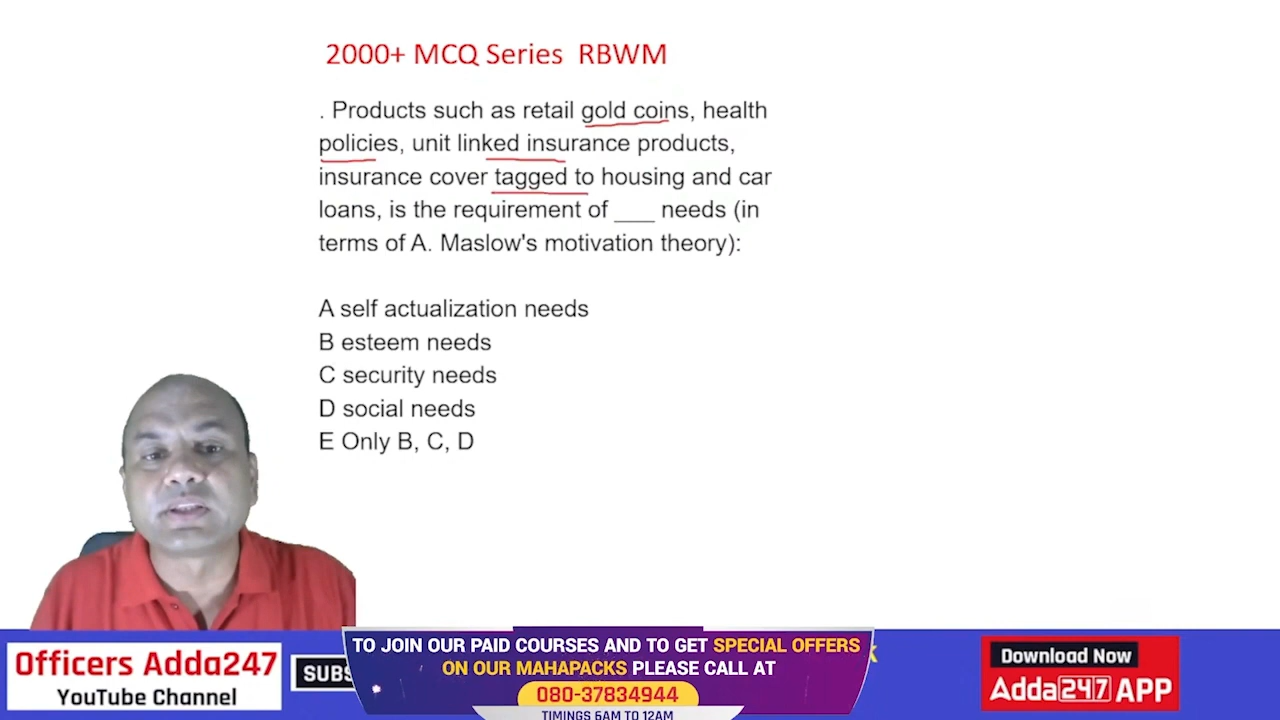 2000+ MCQ Series RBWM
. Products such as retail gold coins, health
policies, unit linked insurance products,
insurance cover tagged to housing and car
loans, is the requirement of ___ needs (in
terms of A. Maslow's motivation theory):
A self actualization needs
B esteem needs
C security needs
D social needs
E Only B, C, D
Officers Adda247
YouTube Channel
SUBS
TO JOIN OUR PAID COURSES AND TO GET SPECIAL OFFERS
ON OUR MAHAPACKS PLEASE CALL AT
080-37834944
TIMINGS 6AM TO 12AM
Download Now
Adda247 APP